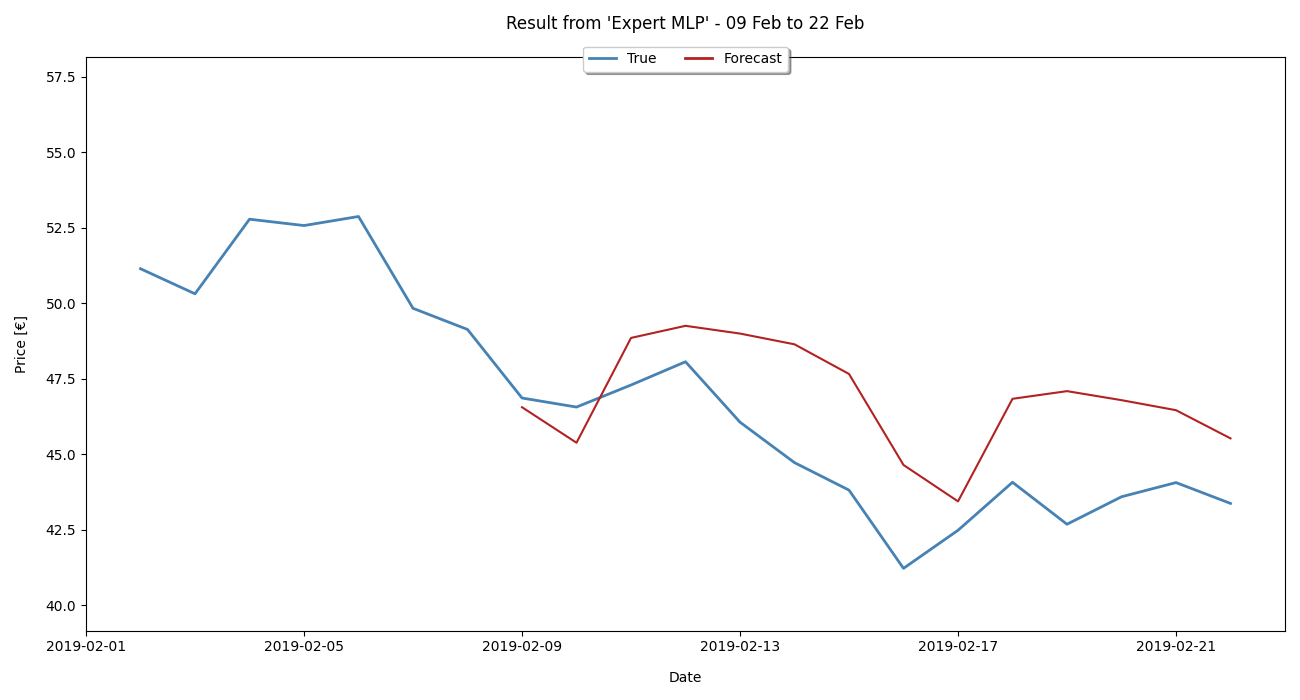 Result from 'Expert MLP' - 09 Feb to 22 Feb
True Forecast
57.5
55.0
52.5
50.0
47.5
45.0
42.5
40.0
Price [€]
2019-02-01 2019-02-05 2019-02-09 2019-02-13 2019-02-17 2019-02-21
Date